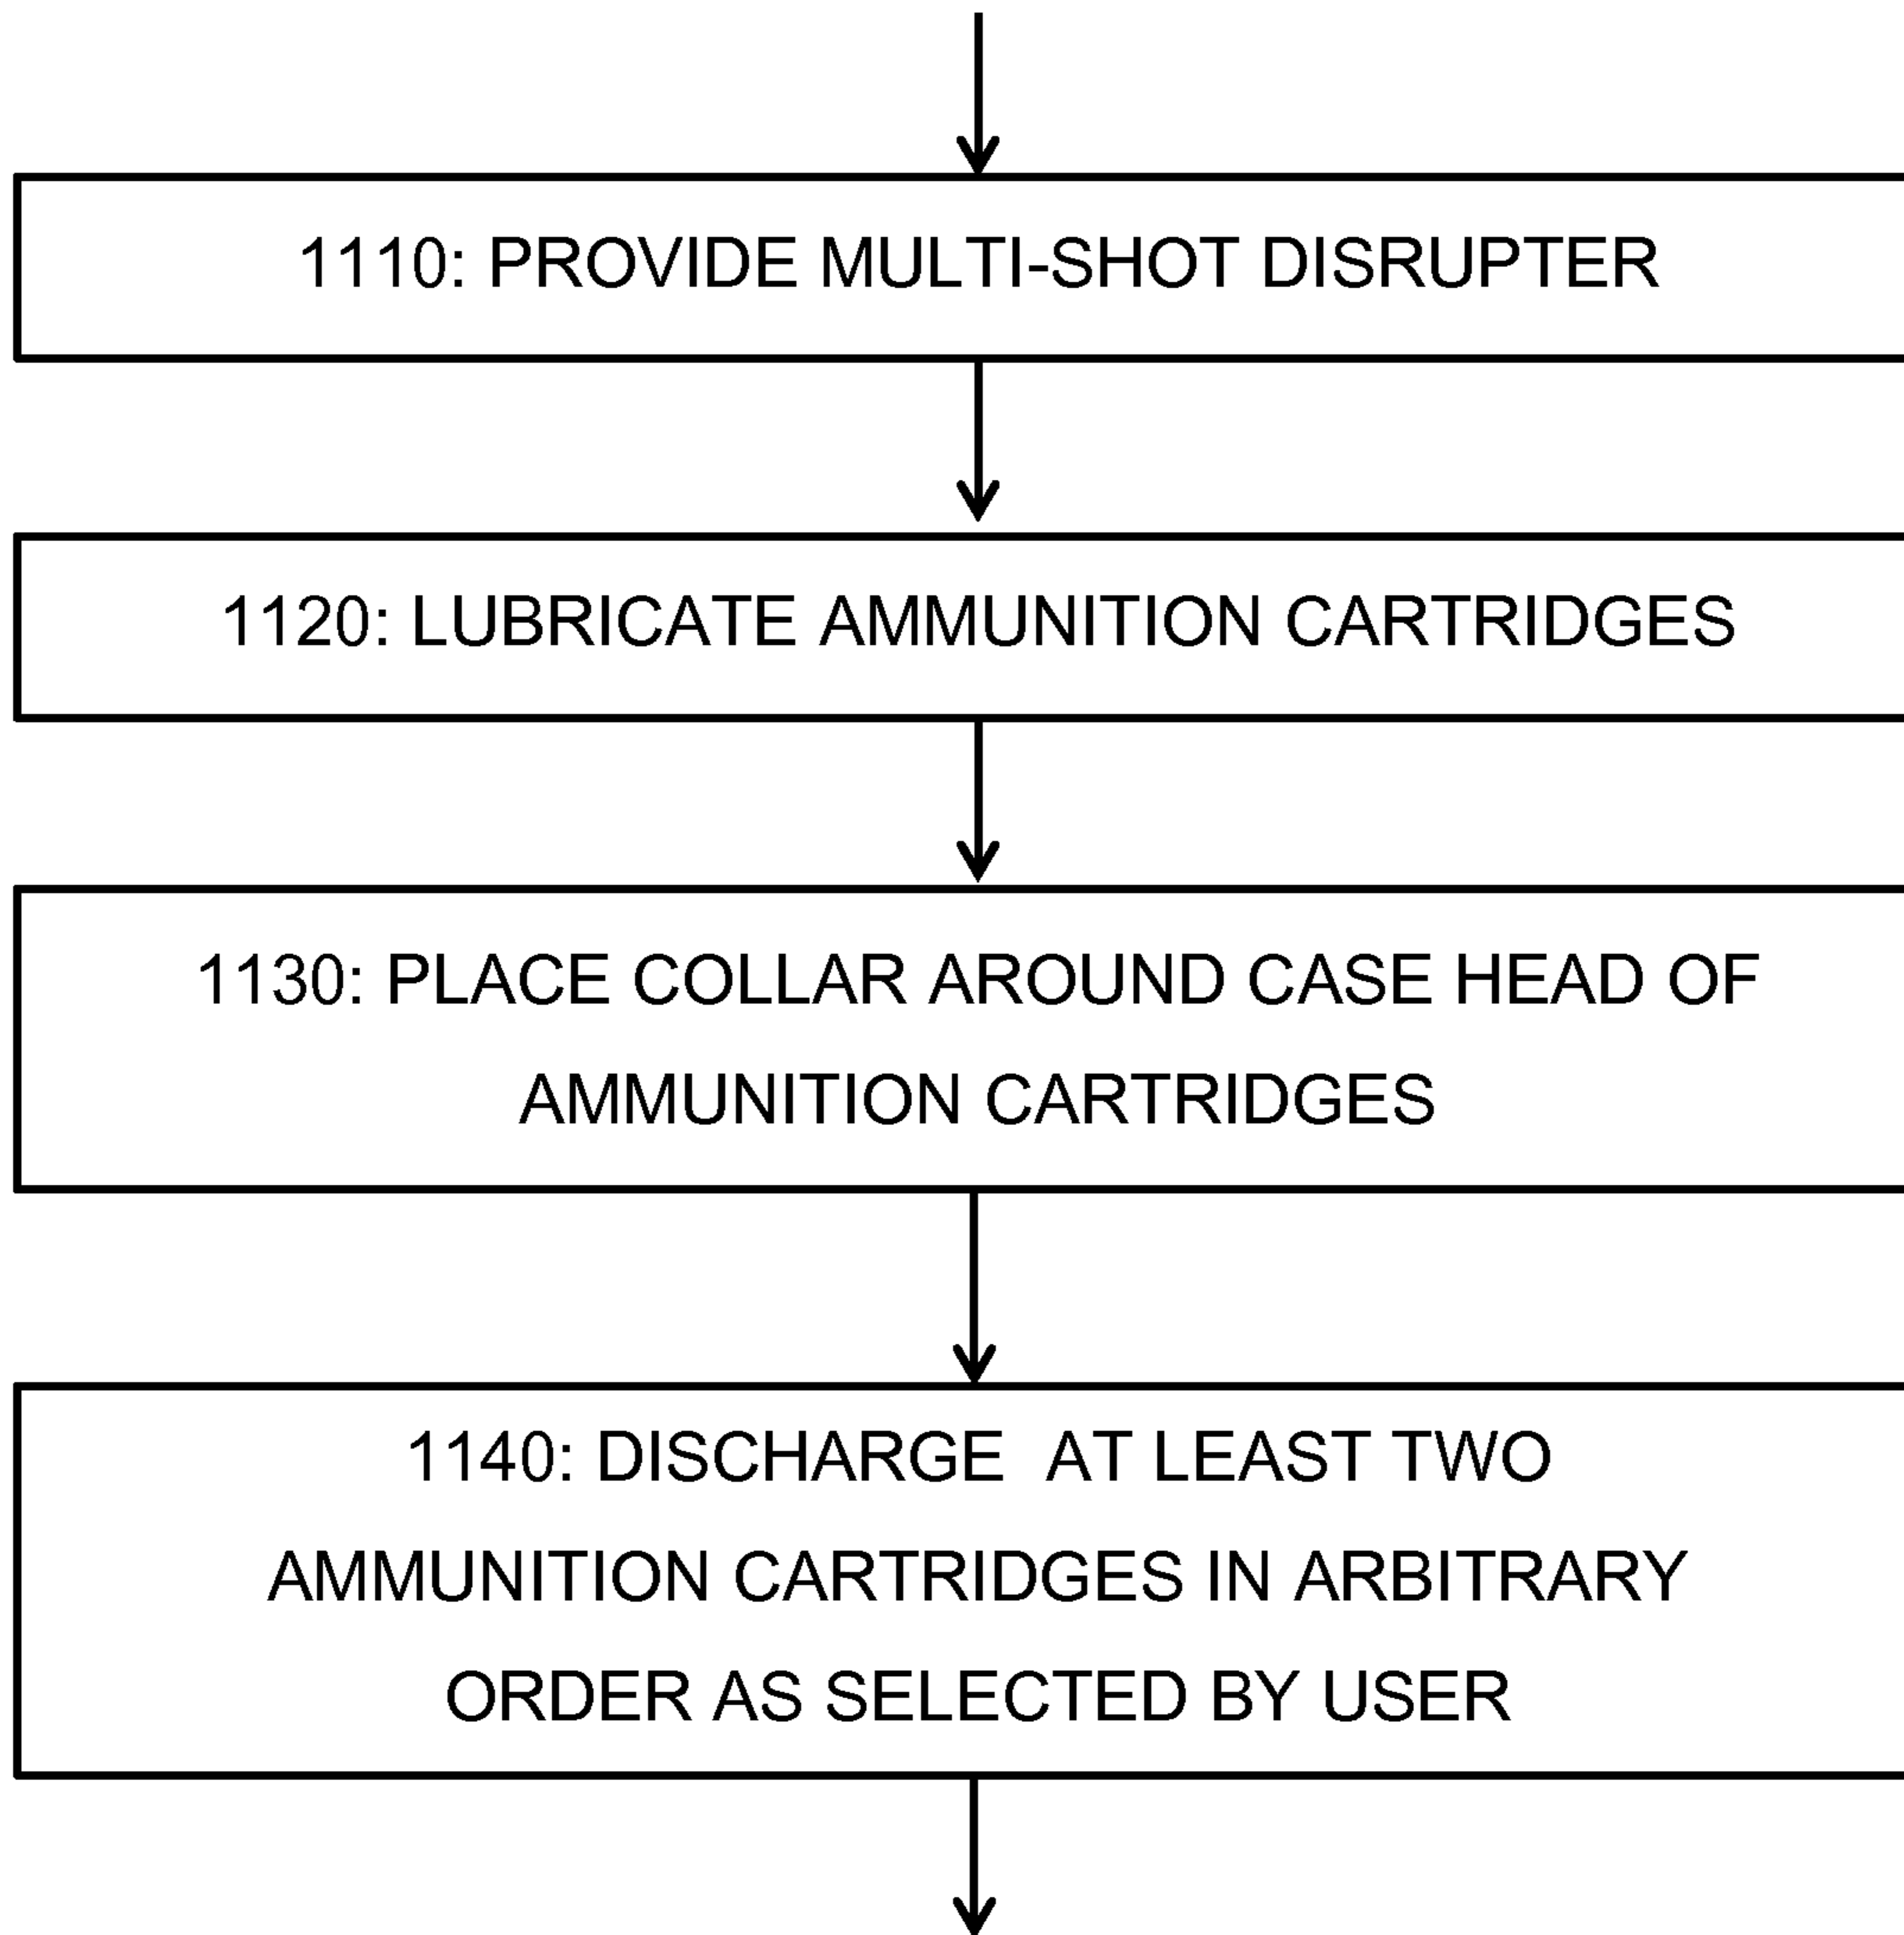 1110: PROVIDE MULTI-SHOT DISRUPTER
1120: LUBRICATE AMMUNITION CARTRIDGES
1130: PLACE COLLAR AROUND CASE HEAD OF
AMMUNITION CARTRIDGES
1140: DISCHARGE AT LEAST TWO
AMMUNITION CARTRIDGES IN ARBITRARY
ORDER AS SELECTED BY USER